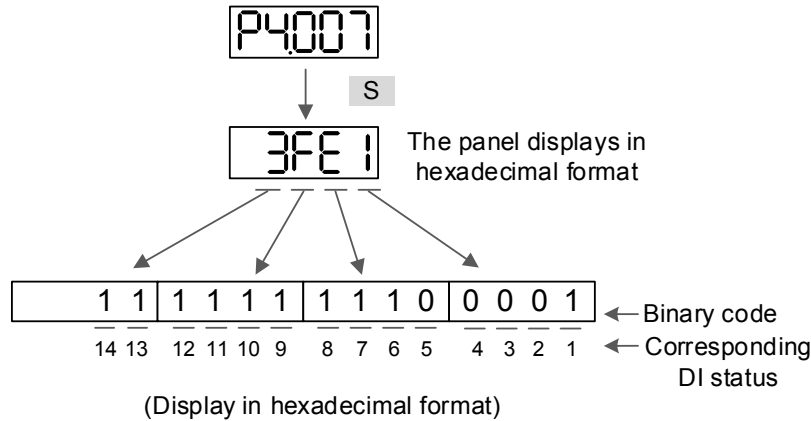 P4.007
S
3FE1
The panel displays in
hexadecimal format
1 1 1 1 1 1 1 1 1 0 0 0 0 1
Binary code
14 13 12 11 10 9 8 7 6 5 4 3 2 1
Corresponding
DI status
(Display in hexadecimal format)